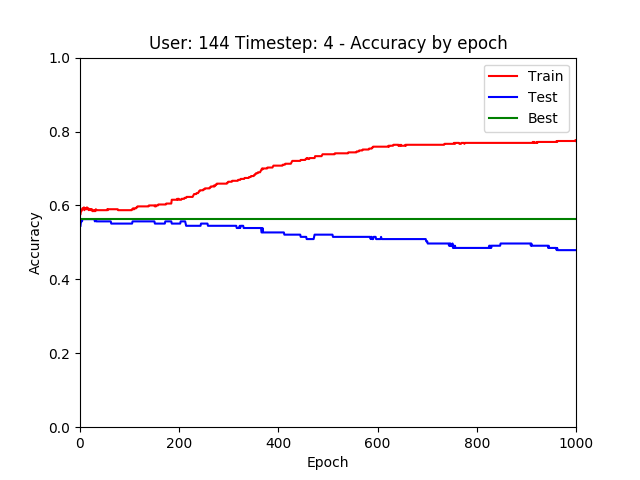 User: 144 Timestep: 4 - Accuracy by epoch
Train
Test
Best
Accuracy
1.0
0.8
0.6
0.4
0.2
0.0
0 200 400 600 800 1000
Epoch